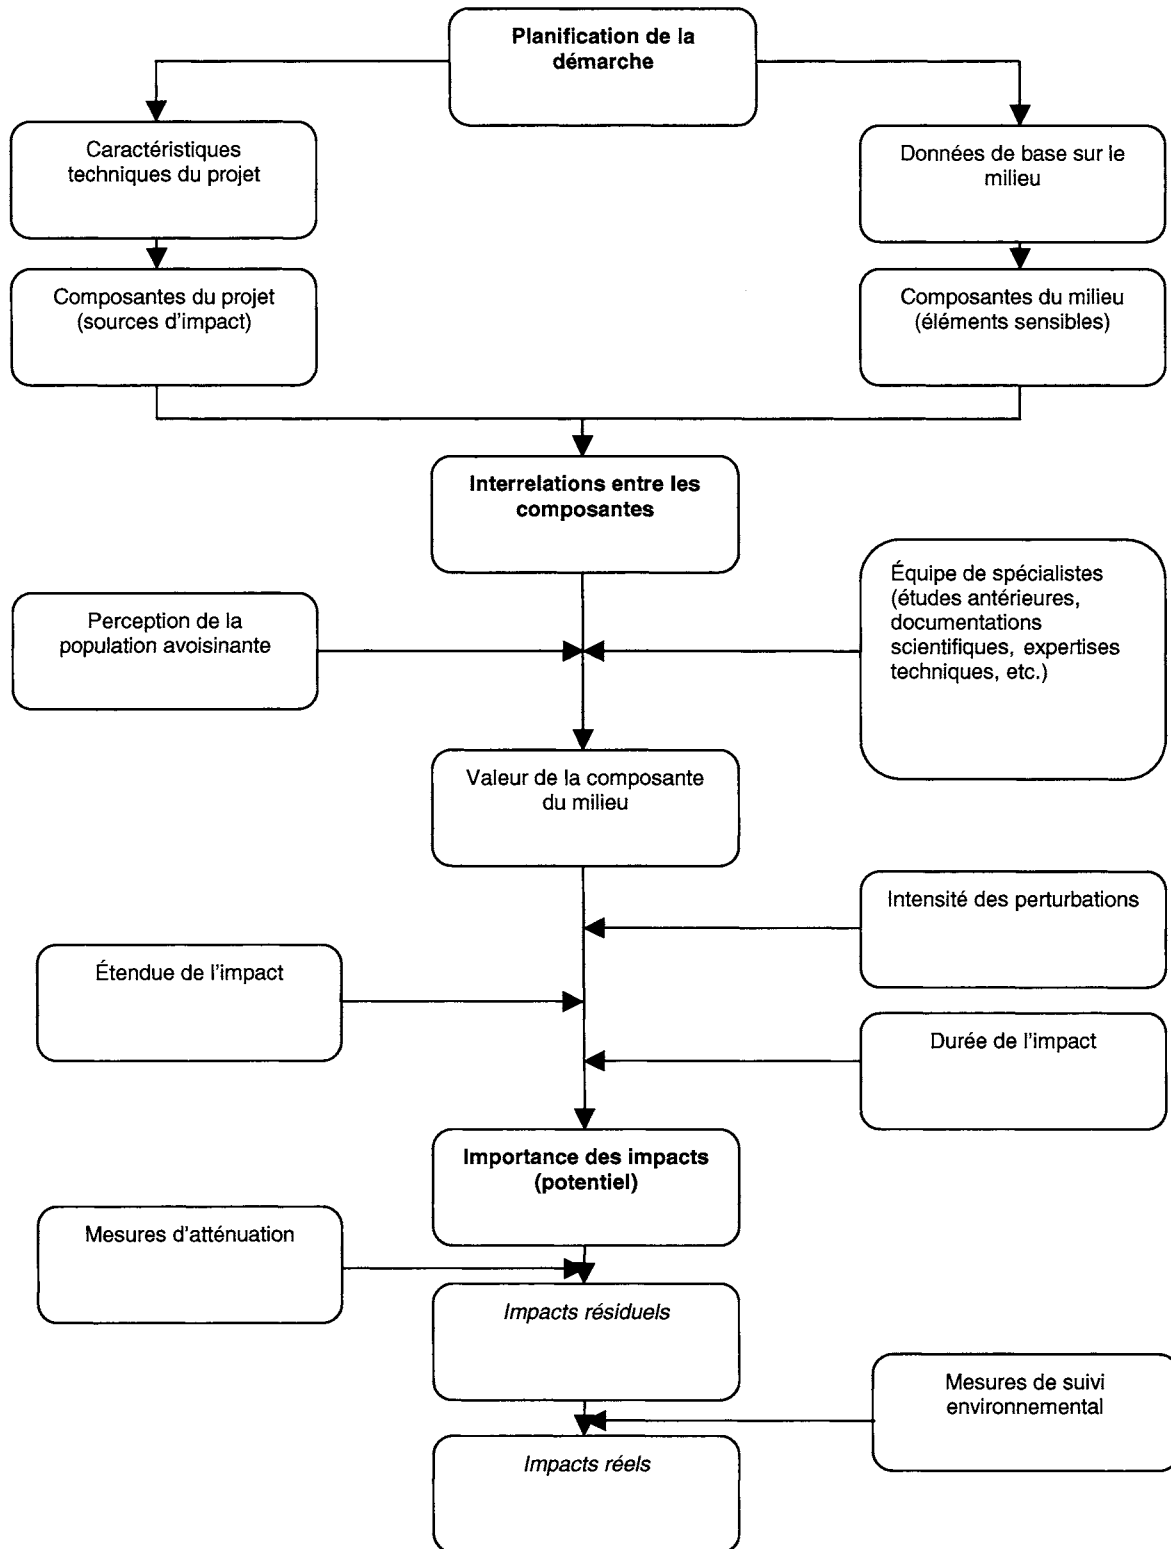 Planification de la
démarche
Caractéristiques
techniques du projet
Données de base sur le
milieu
Composantes du projet
(sources d'impact)
Composantes du milieu
(éléments sensibles)
Interrelations entre les
composantes
Perception de la
population avoisinante
Équipe de spécialistes
(études antérieures,
documentations
scientifiques, expertises
techniques, etc.)
Valeur de la composante
du milieu
Intensité des perturbations
Étendue de l'impact
Durée de l'impact
Importance des impacts
(potentiel)
Mesures d'atténuation
Impacts résiduels
Mesures de suivi
environnemental
Impacts réels